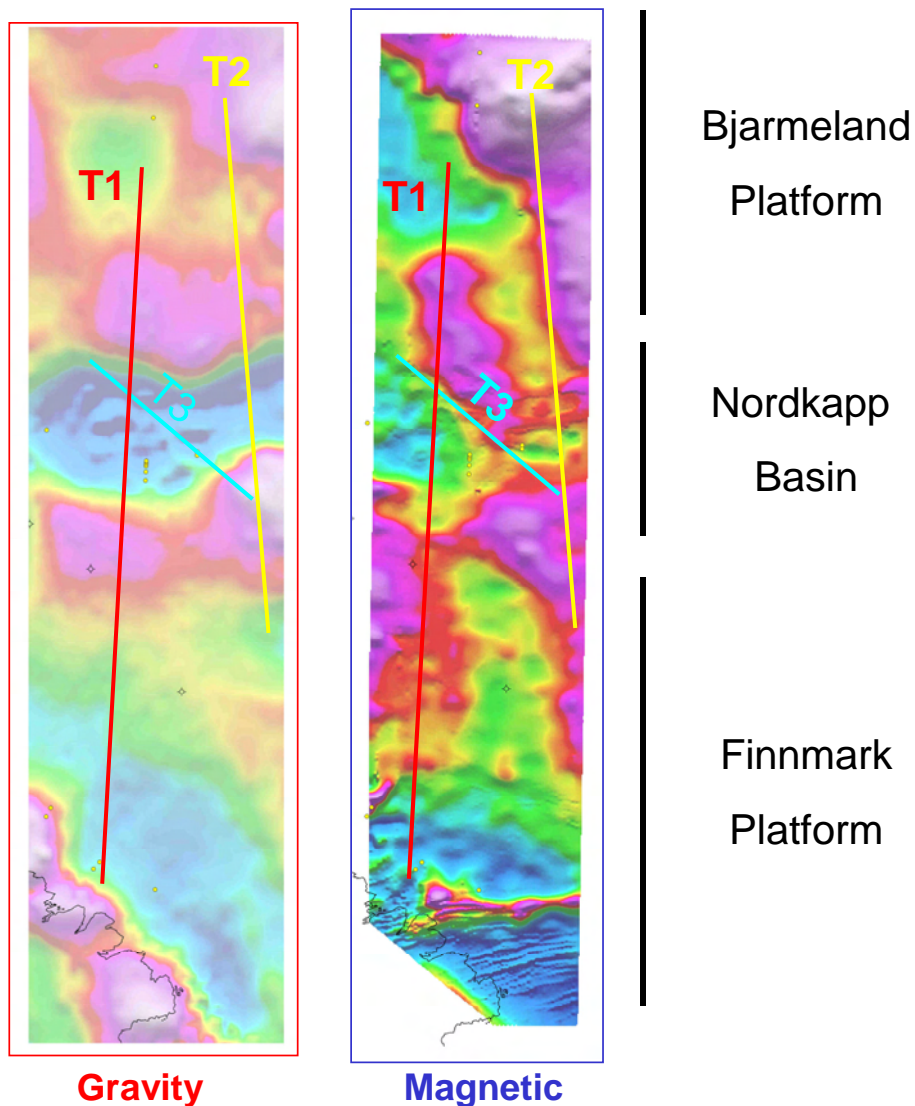 T2
T1
T3
T2
T1
T3
Bjarmeland
Platform
Nordkapp
Basin
Finnmark
Platform
Gravity
Magnetic